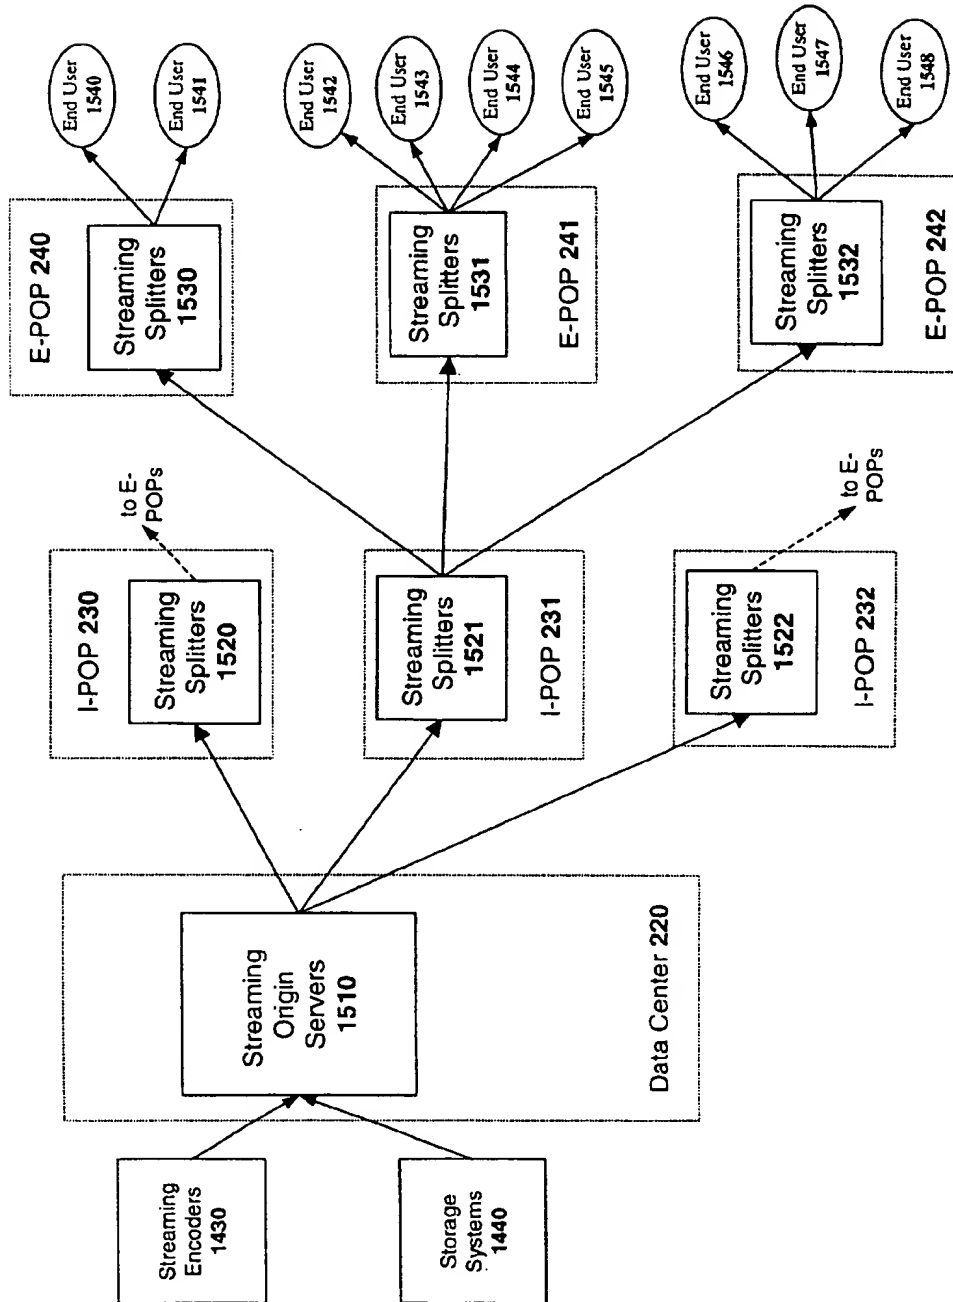 Streaming
Encoders
1430
Storage
Systems
1440
Streaming
Origin
Servers
1510
Data Center 220
I-POP 230
Streaming
Splitters
1520
to E-
POPs
Streaming
Splitters
1521
I-POP 231
Streaming
Splitters
1522
I-POP 232
to E-
POPs
E-POP 240
Streaming
Splitters
1530
Streaming
Splitters
1531
E-POP 241
Streaming
Splitters
1532
E-POP 242
End User
1540
End User
1541
End User
1542
End User
1543
End User
1544
End User
1545
End User
1546
End User
1547
End User
1548